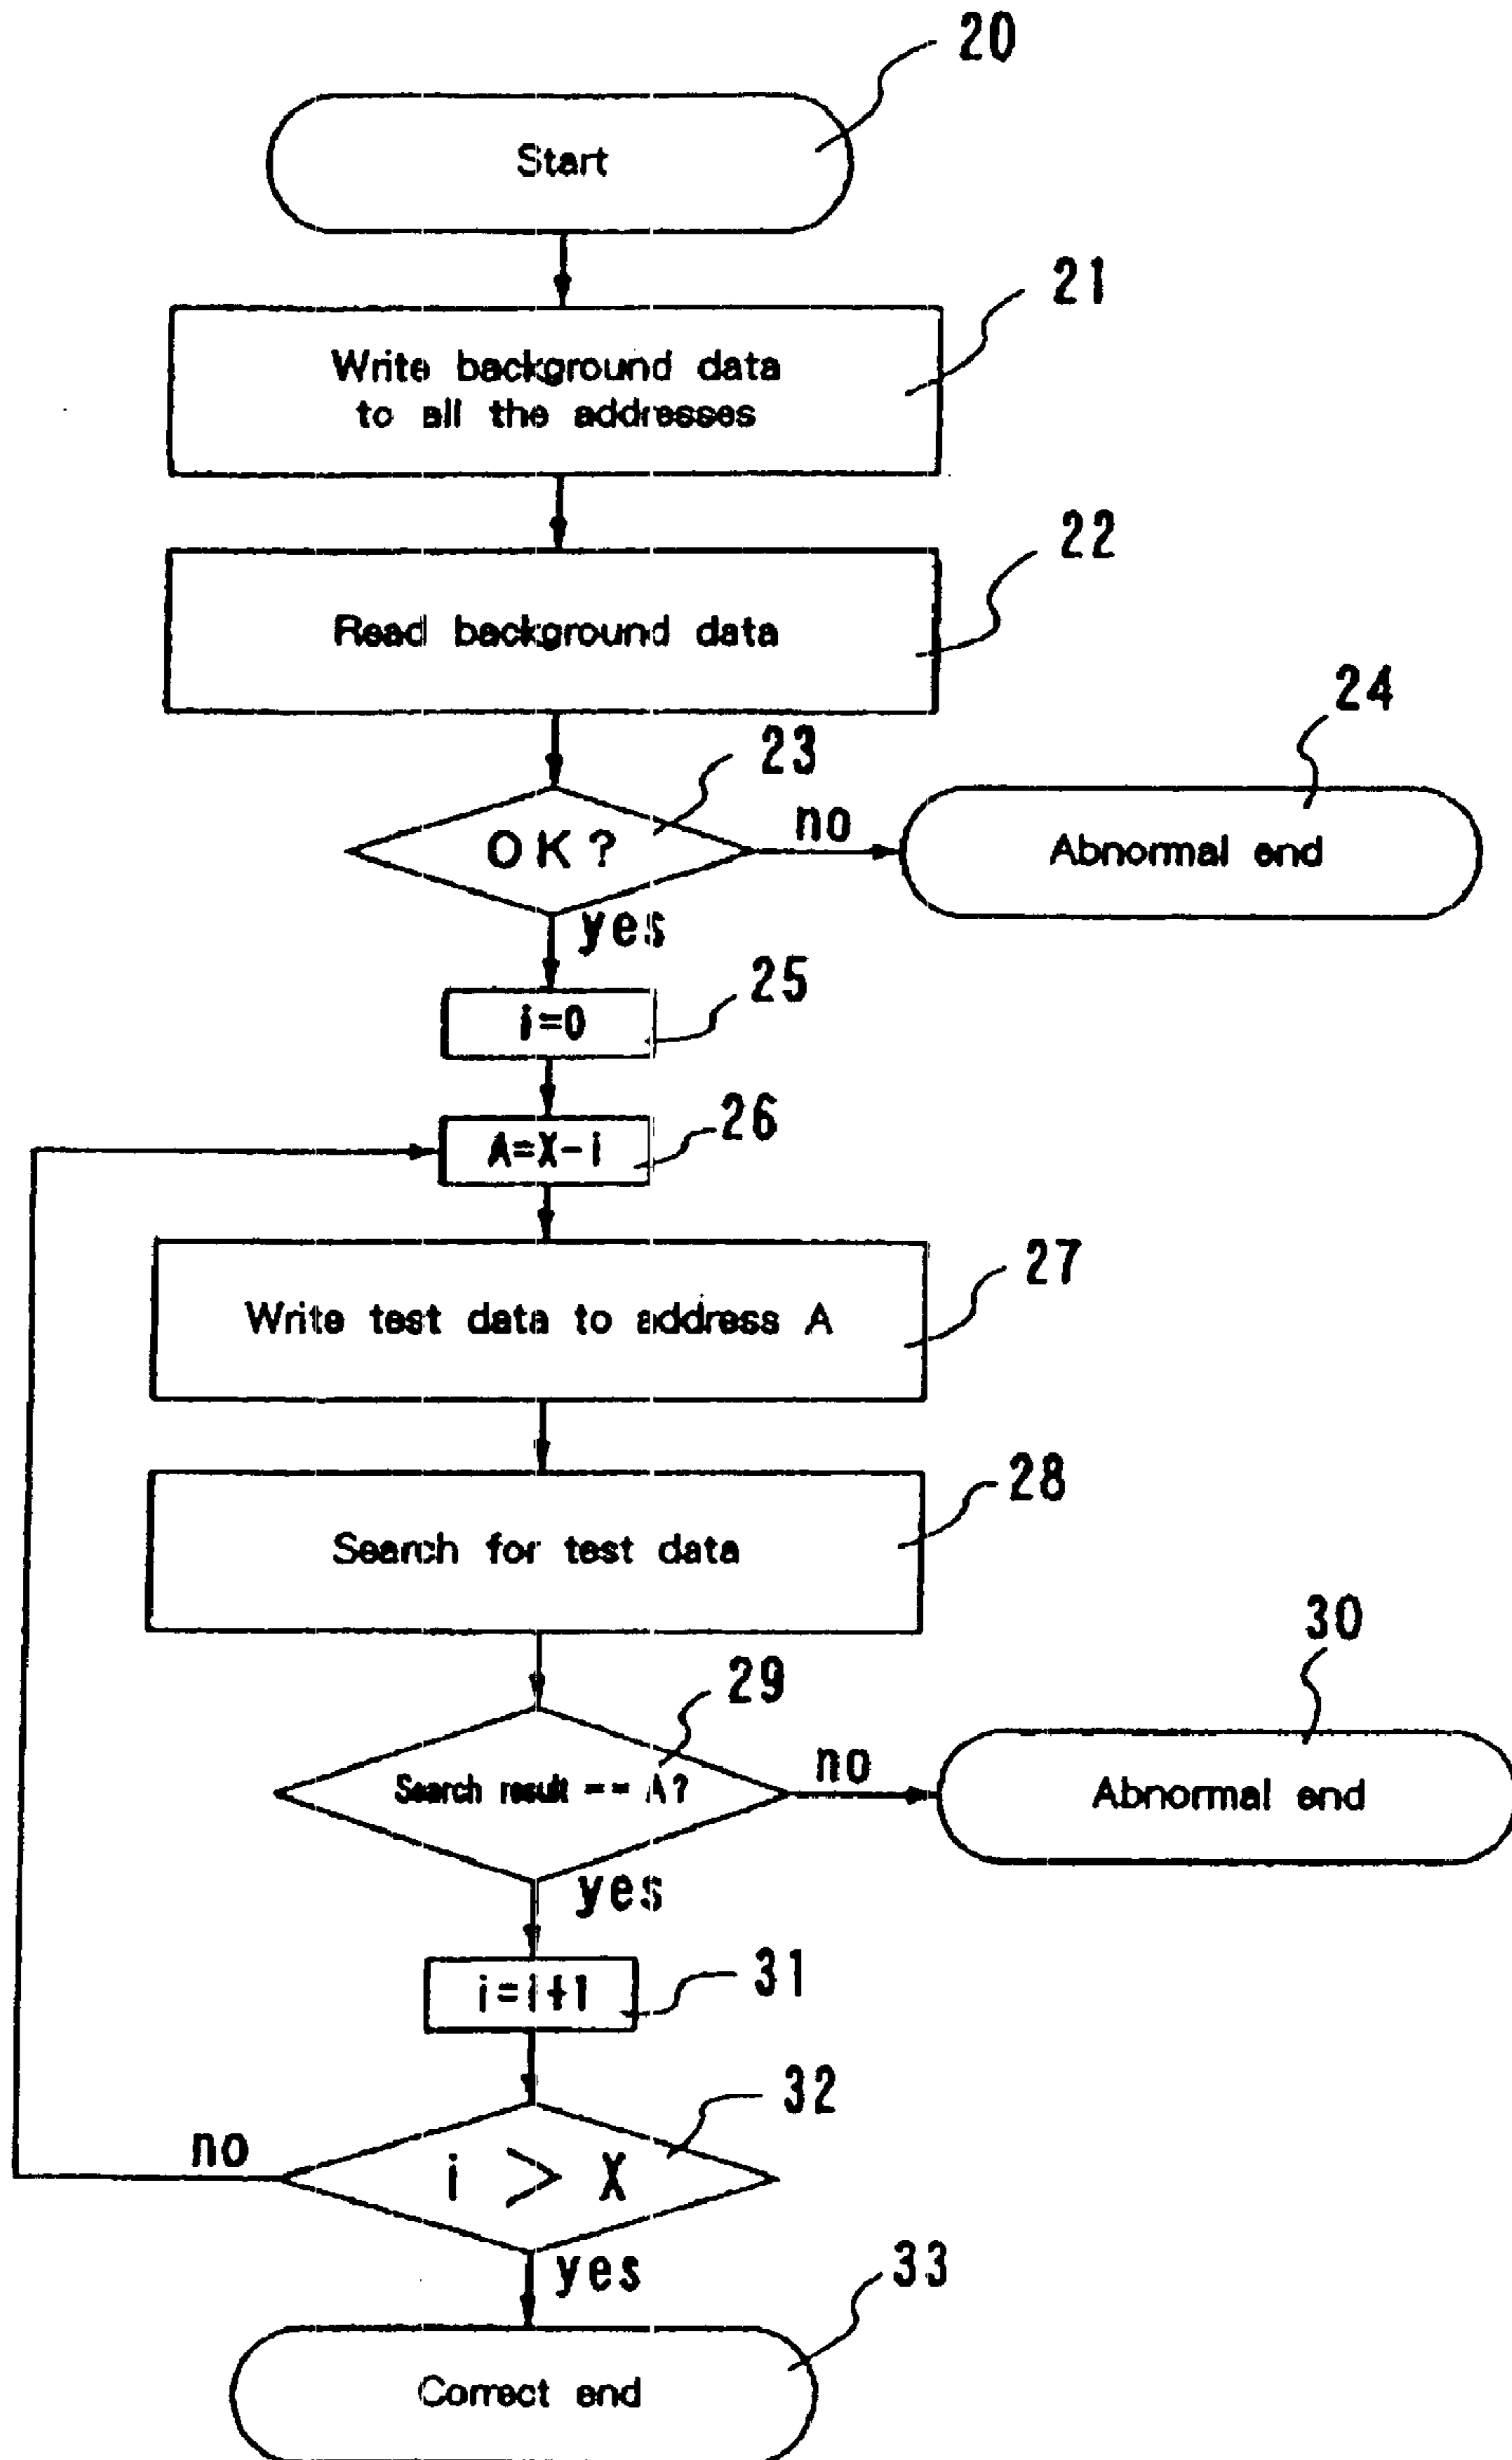 20
Start
21
Write background data
to all the addresses
22
Read background data
23
24
OK?
no
Abnormal end
yes
25
i=0
26
A=X-i
27
Write test data to address A
28
Search for test data
29
30
Search result == A?
no
Abnormal end
yes
31
i=i+1
32
no
i > X
yes
33
Correct end